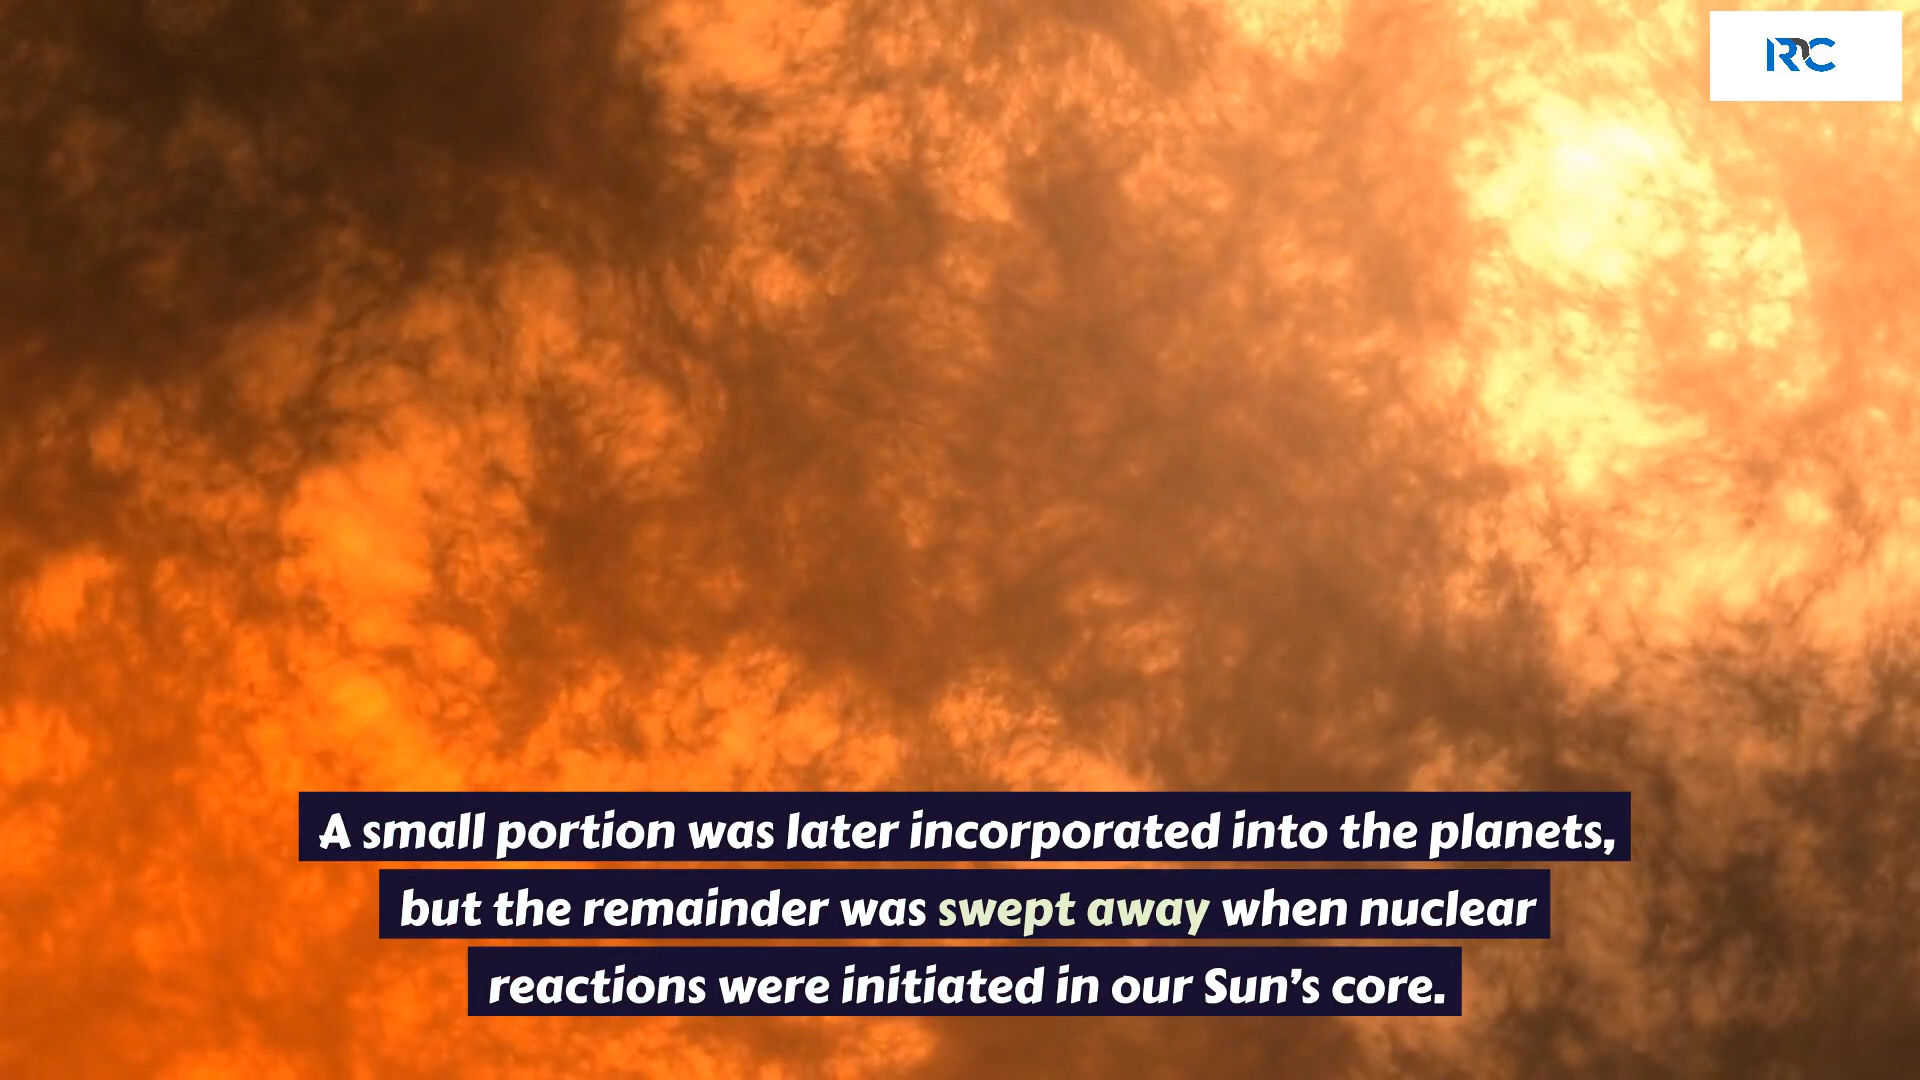 IRC
A small portion was later incorporated into the planets,
but the remainder was swept away when nuclear
reactions were initiated in our Sun's core.